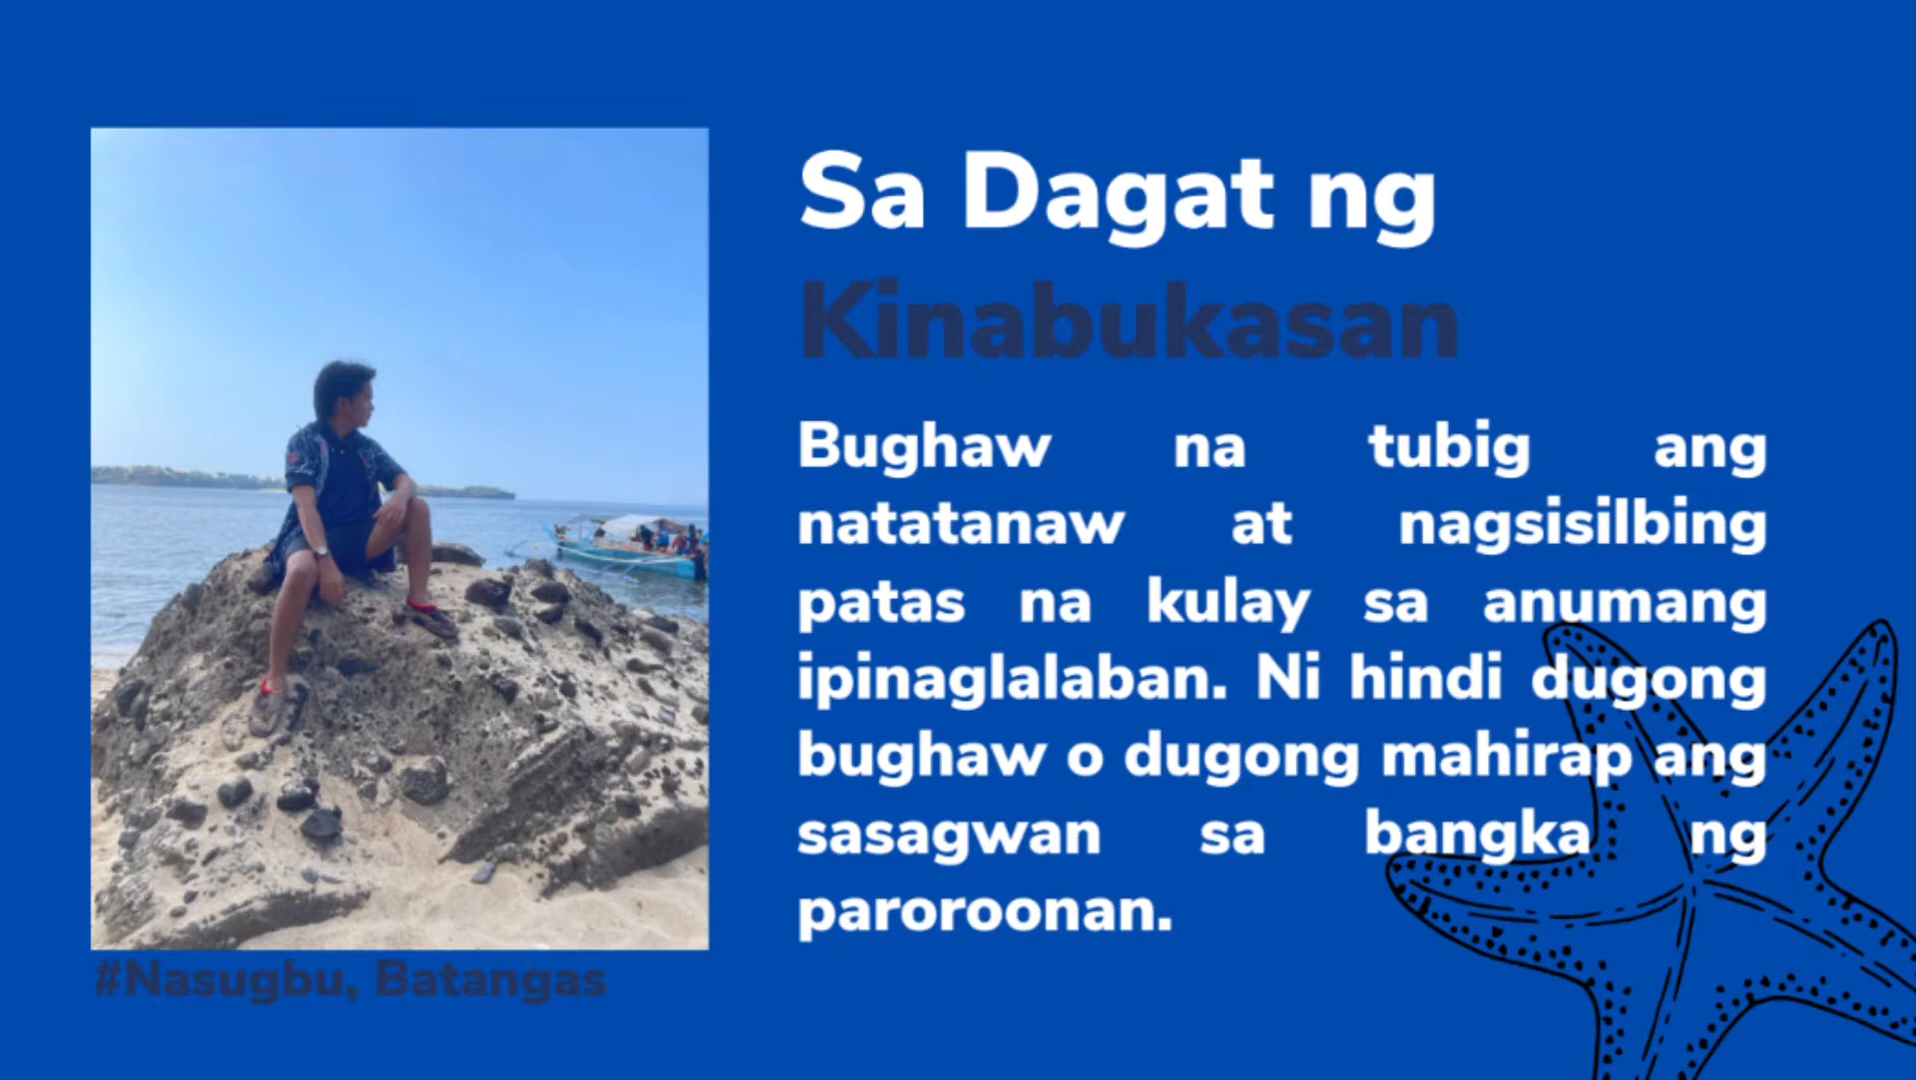 Sa Dagat ng
Kinabukasan
Bughaw na tubig ang
natatanaw at nagsisilbing
patas na kulay sa anumang
ipinaglalaban. Ni hindi dugong
bughaw o dugong mahirap ang
sasagwan sa bangka ng
paroroonan.
#Nasugbu, Batangas